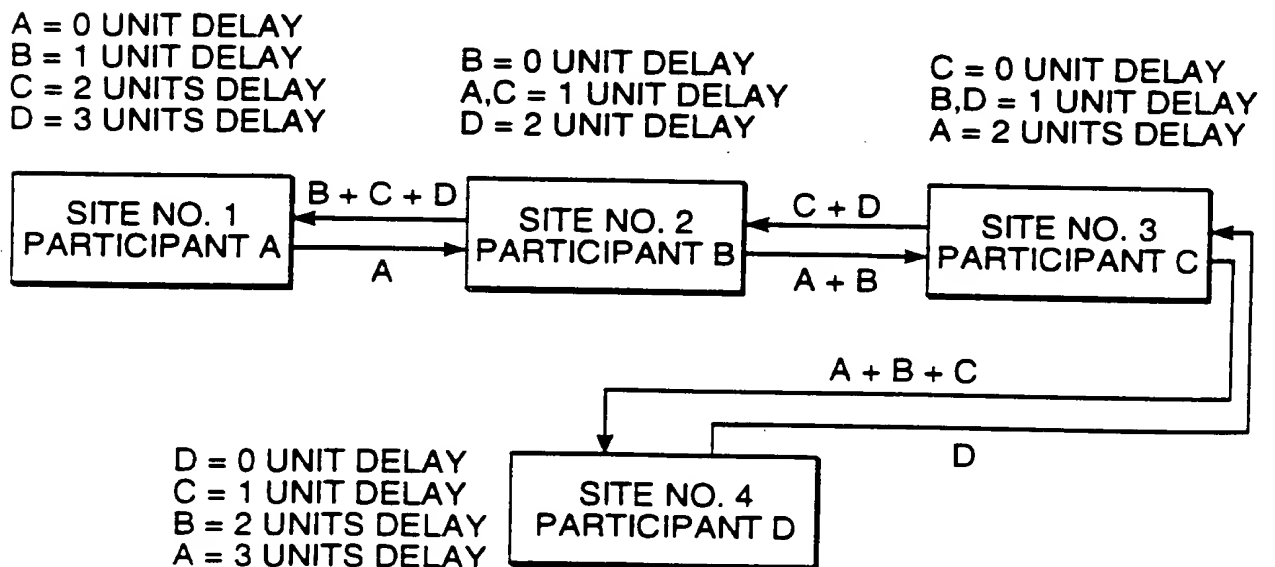 A = 0 UNIT DELAY
B = 1 UNIT DELAY
C = 2 UNITS DELAY
D = 3 UNITS DELAY
B = 0 UNIT DELAY
A,C = 1 UNIT DELAY
D = 2 UNIT DELAY
C = 0 UNIT DELAY
B,D = 1 UNIT DELAY
A = 2 UNITS DELAY
SITE NO. 1
PARTICIPANT A
B + C + D
A
SITE NO. 2
PARTICIPANT B
C + D
A + B
SITE NO. 3
PARTICIPANT C
A + B + C
D
D = 0 UNIT DELAY
C = 1 UNIT DELAY
B = 2 UNITS DELAY
A = 3 UNITS DELAY
SITE NO. 4
PARTICIPANT D